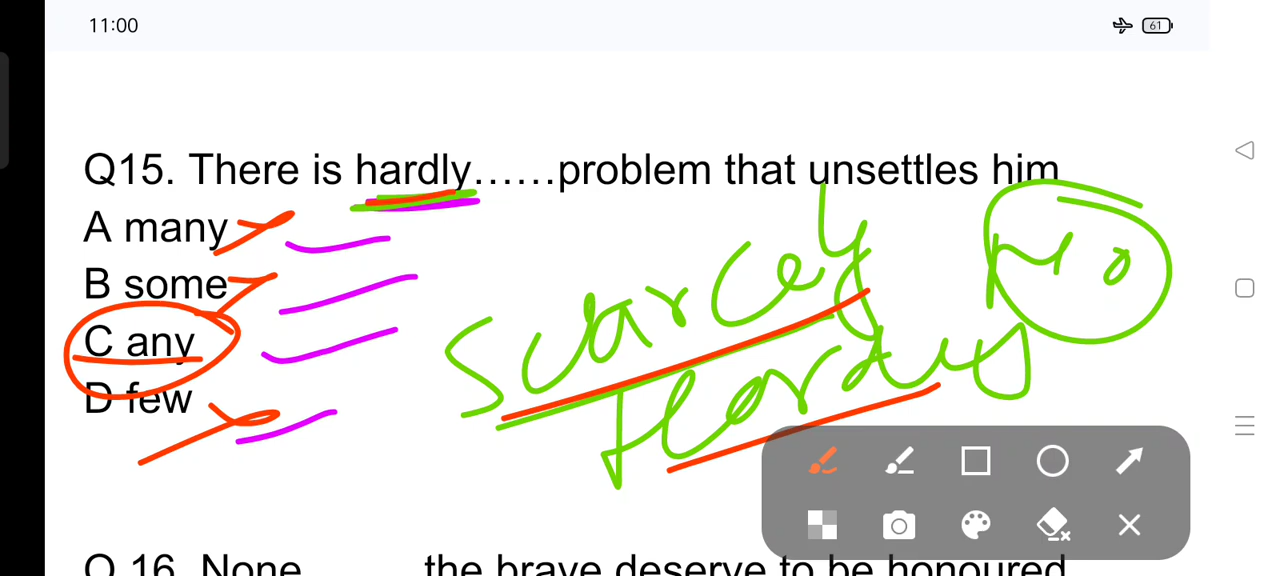 11:00
61
Q15. There is hardly......problem that unsettles him
A many
B some
C any
D few
scarcely
Hardly
No
Q 16. None the brave deserve to be honoured